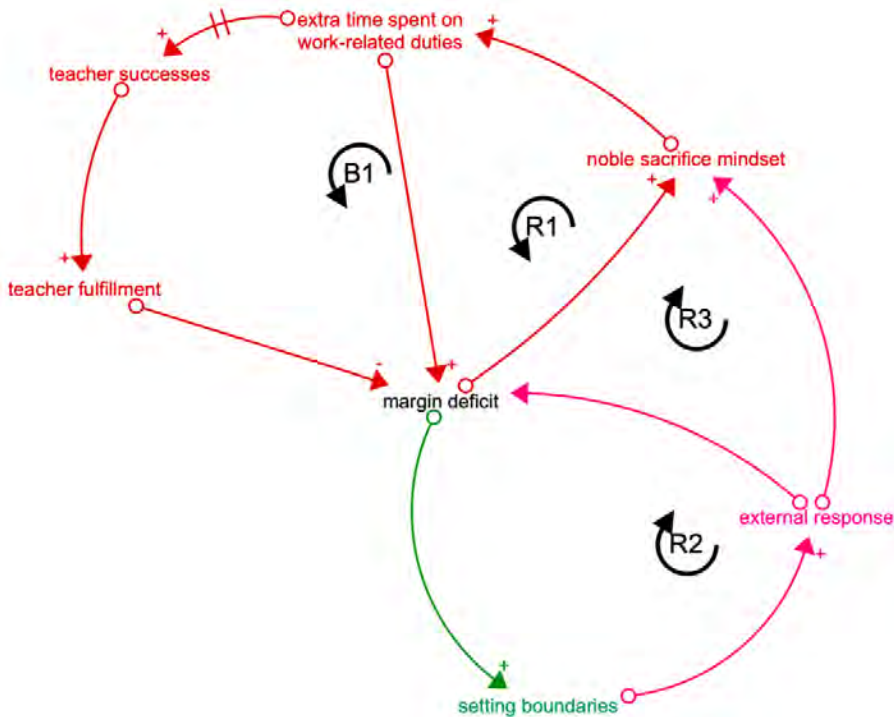 extra time spent on
work-related duties
+
+
teacher successes
noble sacrifice mindset
+
+
B1
R1
+
teacher fulfillment
R3
-
+
margin deficit
external response
+
R2
+
setting boundaries